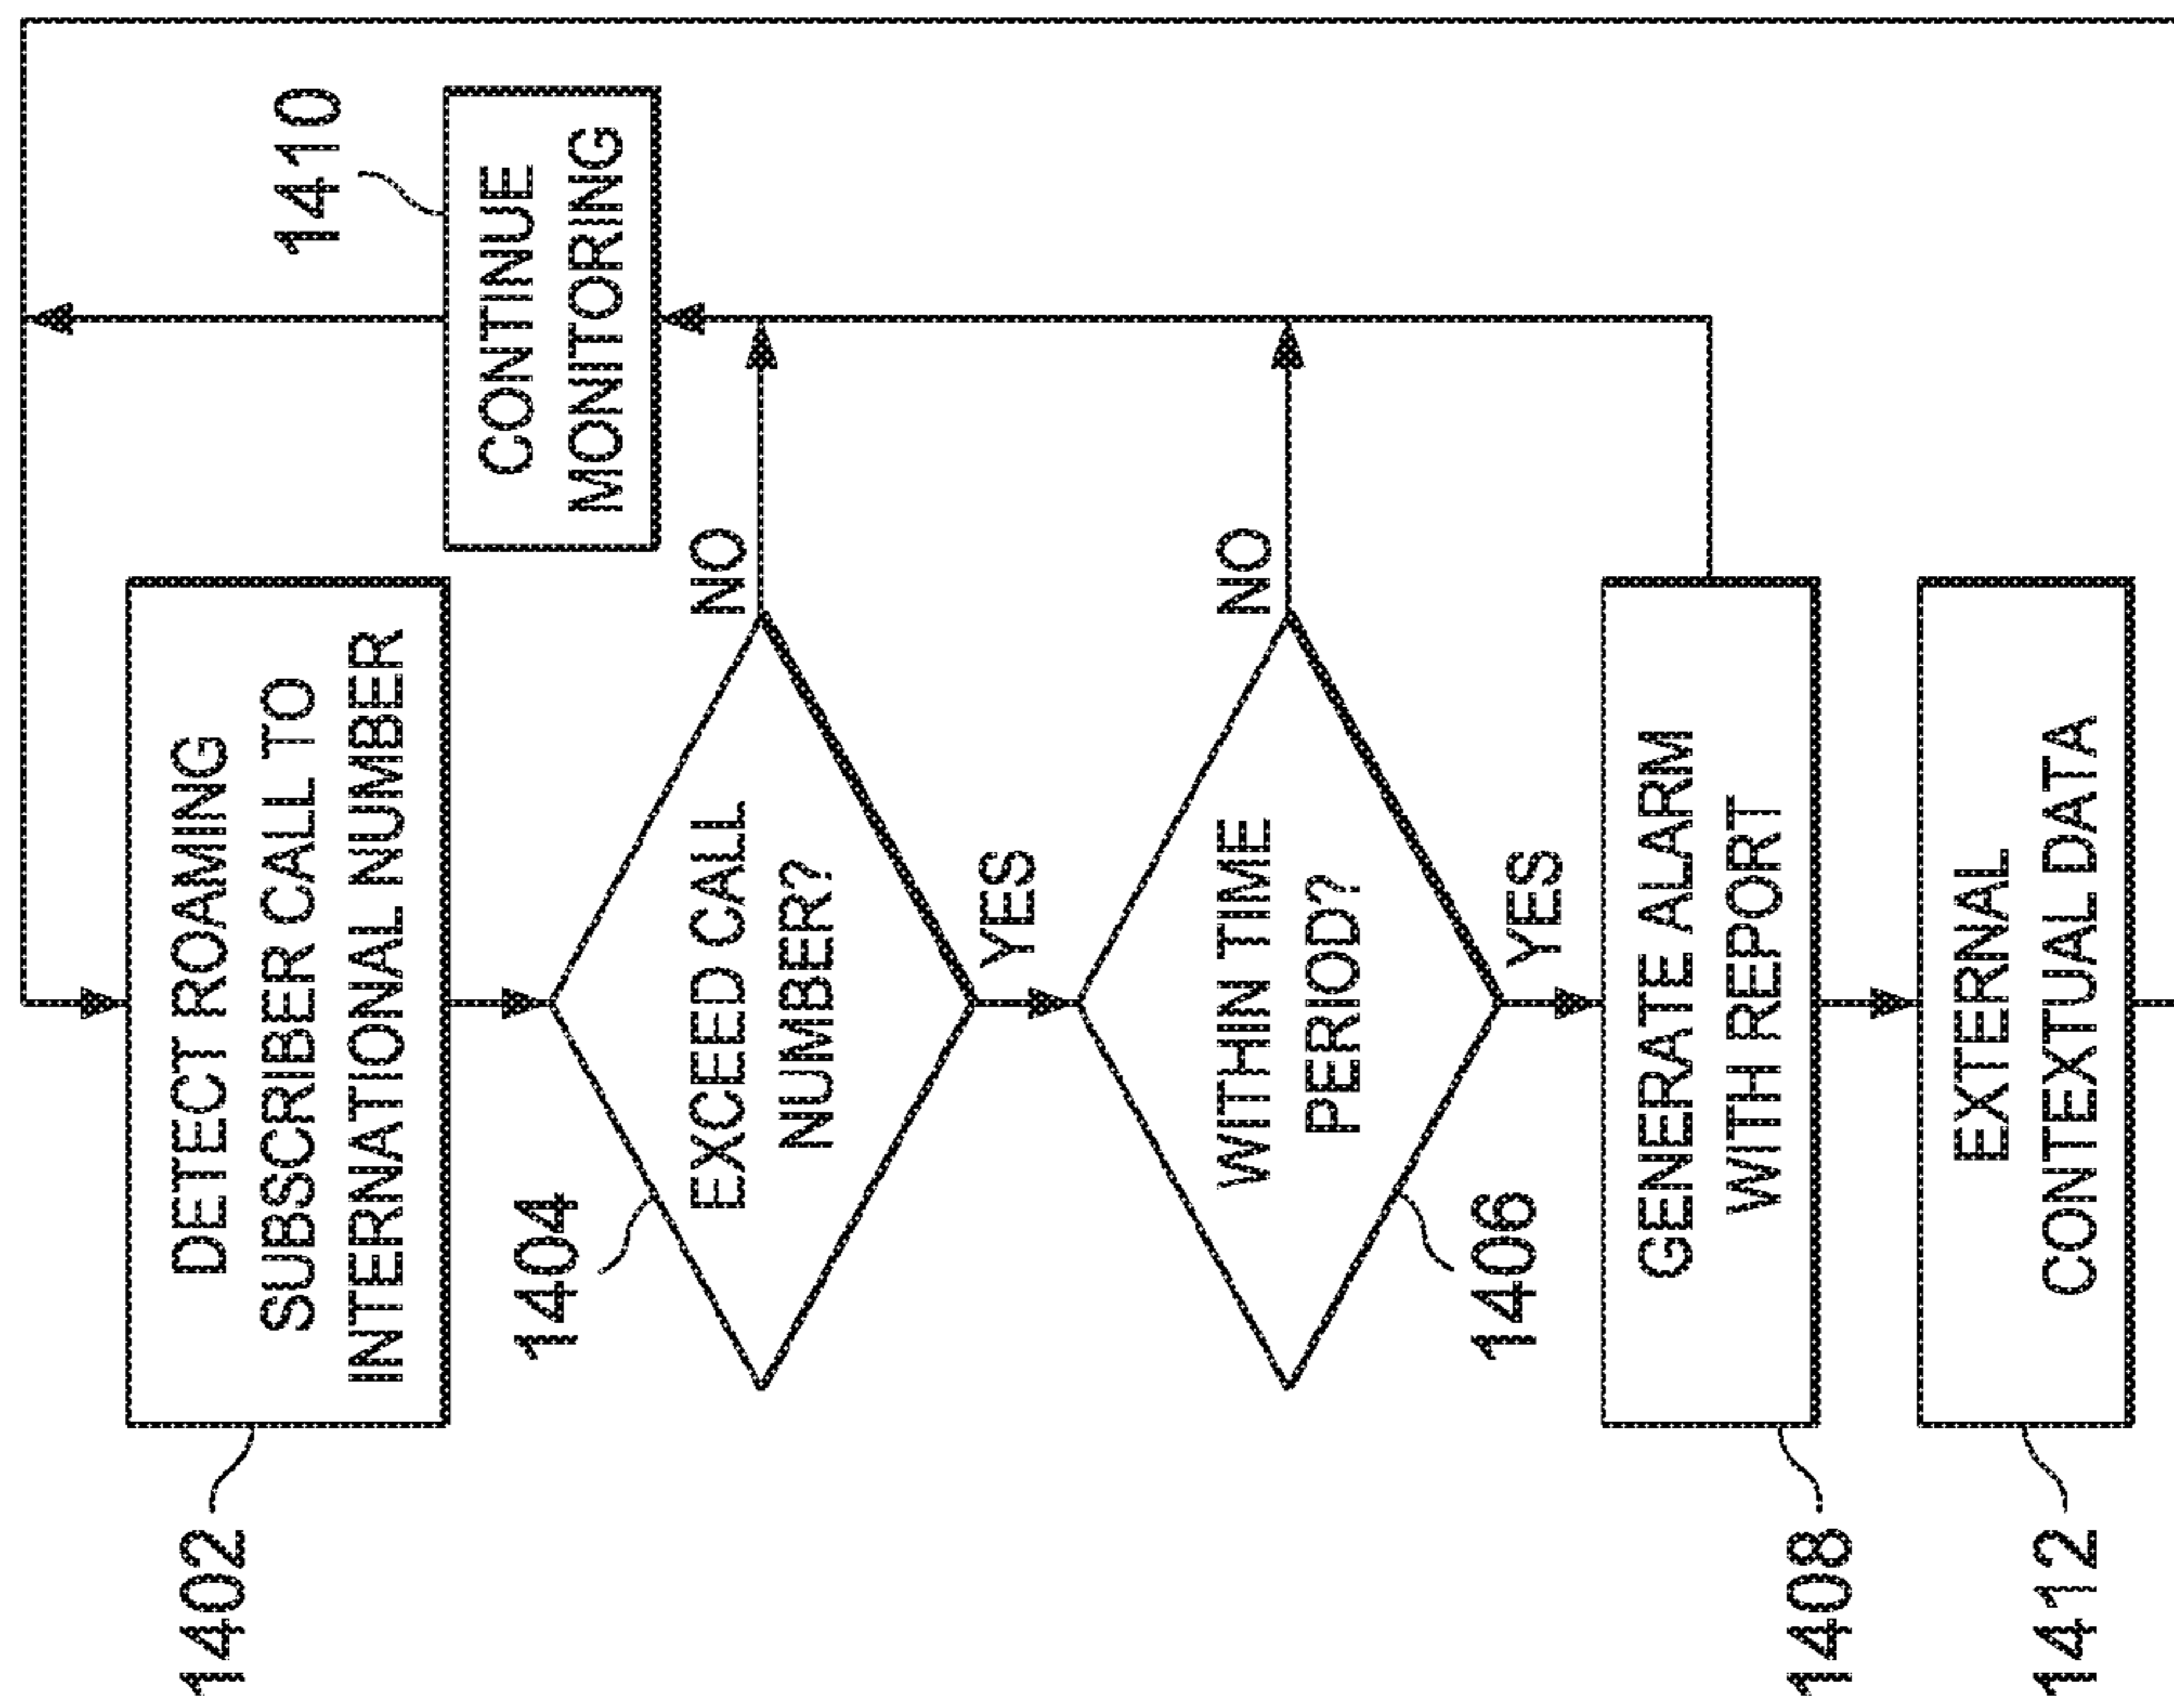 1402
DETECT ROAMING
SUBSCRIBER CALL TO
INTERNATIONAL NUMBER
1404
EXCEED CALL
NUMBER?
NO
YES
1410
CONTINUE
MONITORING
WITHIN TIME
PERIOD?
NO
1406
YES
1408
GENERATE ALARM
WITH REPORT
1412
EXTERNAL
CONTEXTUAL DATA